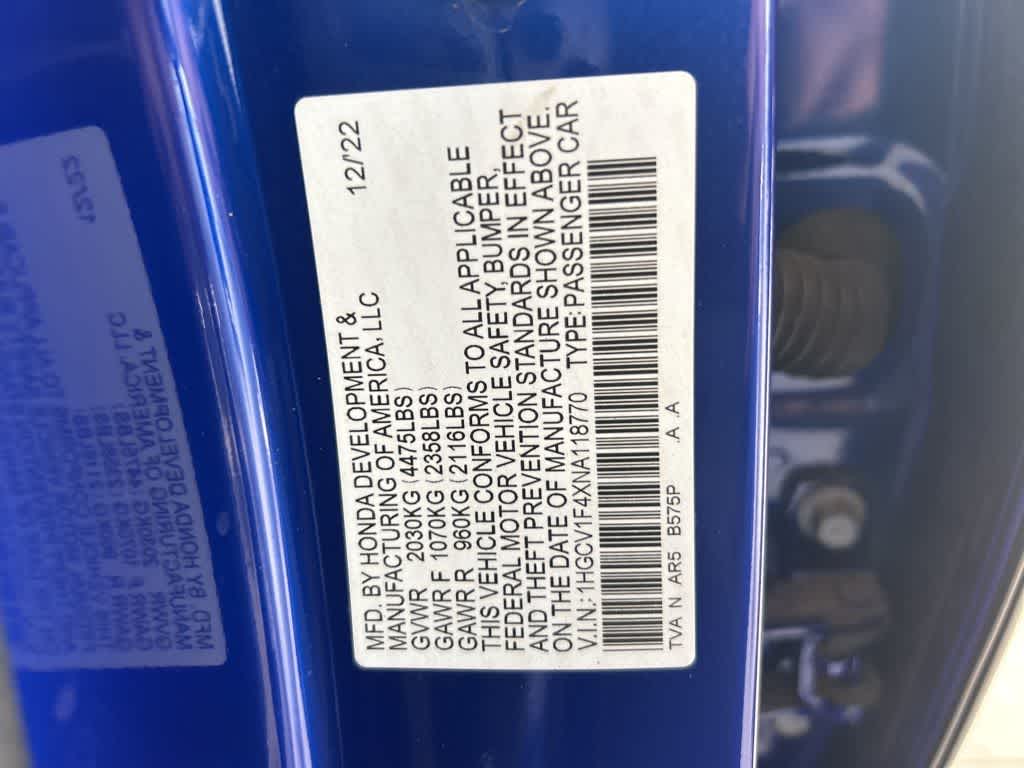 MFD. BY HONDA DEVELOPMENT &
MANUFACTURING OF AMERICA, LLC 12/22
GVWR 2030KG (4475LBS)
GAWR F 1070KG (2358LBS)
GAWR R 960KG (2116LBS)
THIS VEHICLE CONFORMS TO ALL APPLICABLE
FEDERAL MOTOR VEHICLE SAFETY, BUMPER,
AND THEFT PREVENTION STANDARDS IN EFFECT
ON THE DATE OF MANUFACTURE SHOWN ABOVE.
V.I.N.: 1HGCV1F4XNA118770 TYPE: PASSENGER CAR
TVA N AR5 B575P .A .A